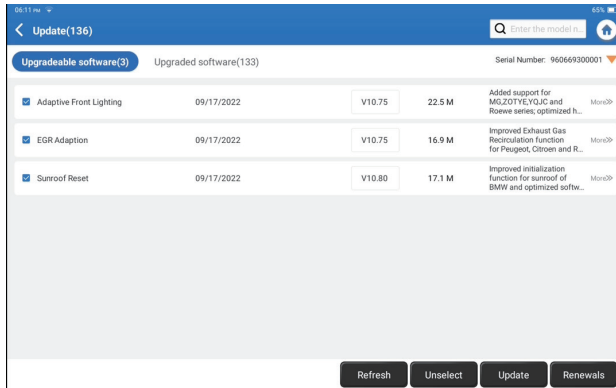 06:11 PM
65%
Update(136)
Enter the model n...
Upgradeable software(3)
Upgraded software(133)
Serial Number: 960669300001
Adaptive Front Lighting 09/17/2022 V10.75 22.5 M Added support for
MG,ZOTYE,YQJC and
Roewe series; optimized h...
More>>
EGR Adaption 09/17/2022 V10.75 16.9 M Improved Exhaust Gas
Recirculation function
for Peugeot, Citroen and R...
More>>
Sunroof Reset 09/17/2022 V10.80 17.1 M Improved initialization
function for sunroof of
BMW and optimized softw...
More>>
Refresh
Unselect
Update
Renewals